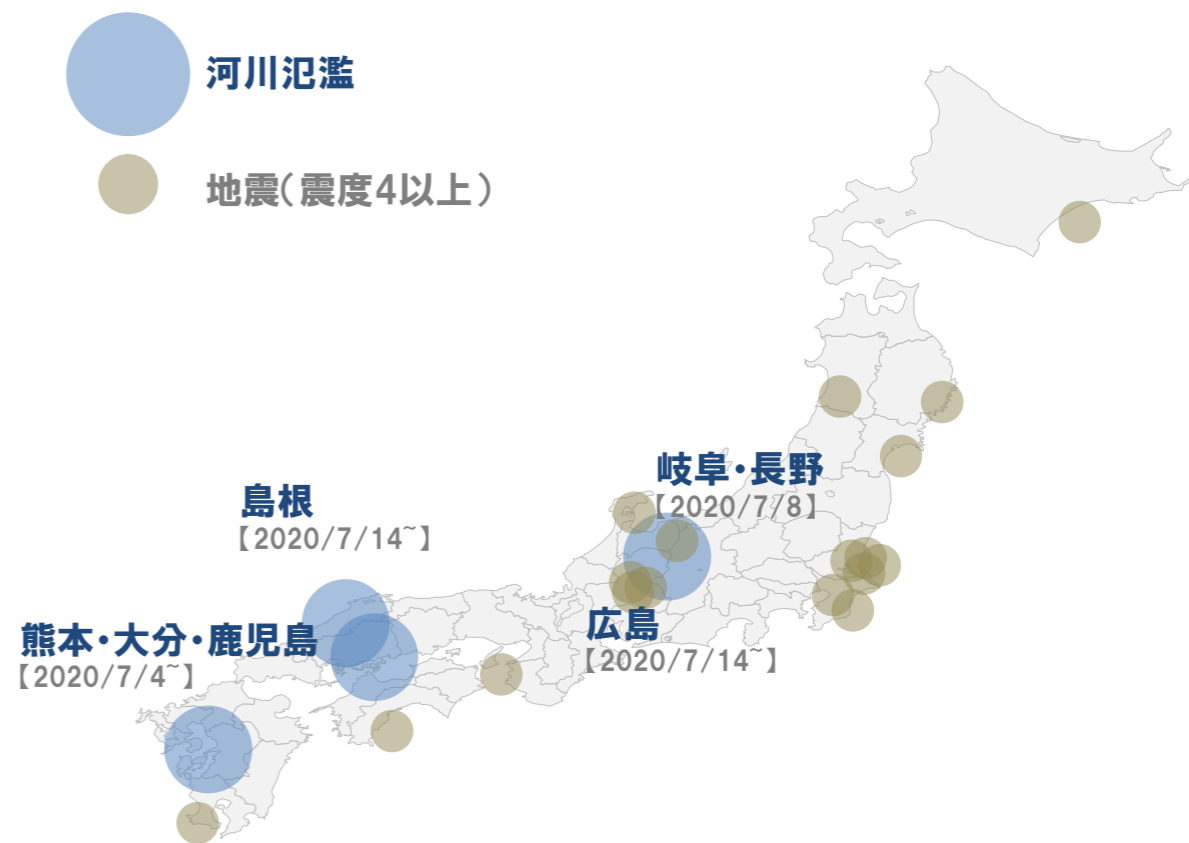 河川氾濫
地震(震度4以上)
岐阜・長野
【2020/7/8】
島根
【2020/7/14~】
広島
【2020/7/14~】
熊本・大分・鹿児島
【2020/7/4~】